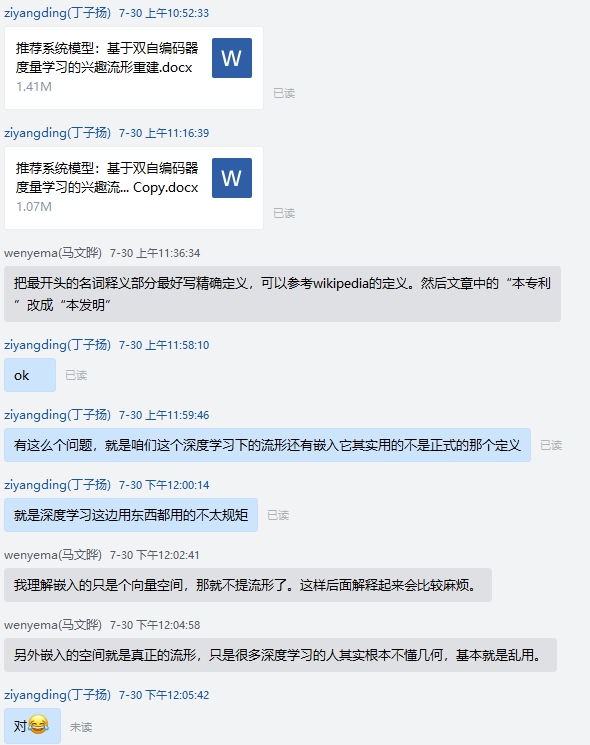 ziyangding(丁子扬) 7-30 上午10:52:33
推荐系统模型：基于双自编码器
度量学习的兴趣流形重建.docx
W
1.41M
已读
ziyangding(丁子扬) 7-30 上午11:16:39
推荐系统模型：基于双自编码器
度量学习的兴趣流... Copy.docx
W
1.07M
已读
wenyema(马文晔) 7-30 上午11:36:34
把最开头的名词释义部分最好写精确定义，可以参考wikipedia的定义。然后文章中的“本专利
”改成“本发明”
ziyangding(丁子扬) 7-30 上午11:58:10
ok
已读
ziyangding(丁子扬) 7-30 上午11:59:46
有这么个问题，就是咱们这个深度学习下的流形还有嵌入它其实用的不是正式的那个定义
已读
ziyangding(丁子扬) 7-30 下午12:00:14
就是深度学习这边用东西都用的不太规矩
已读
wenyema(马文晔) 7-30 下午12:02:41
我理解嵌入的只是个向量空间，那就不提流形了。这样后面解释起来会比较麻烦。
wenyema(马文晔) 7-30 下午12:04:58
另外嵌入的空间就是真正的流形，只是很多深度学习的人其实根本不懂几何，基本就是乱用。
ziyangding(丁子扬) 7-30 下午12:05:42
对😂
未读